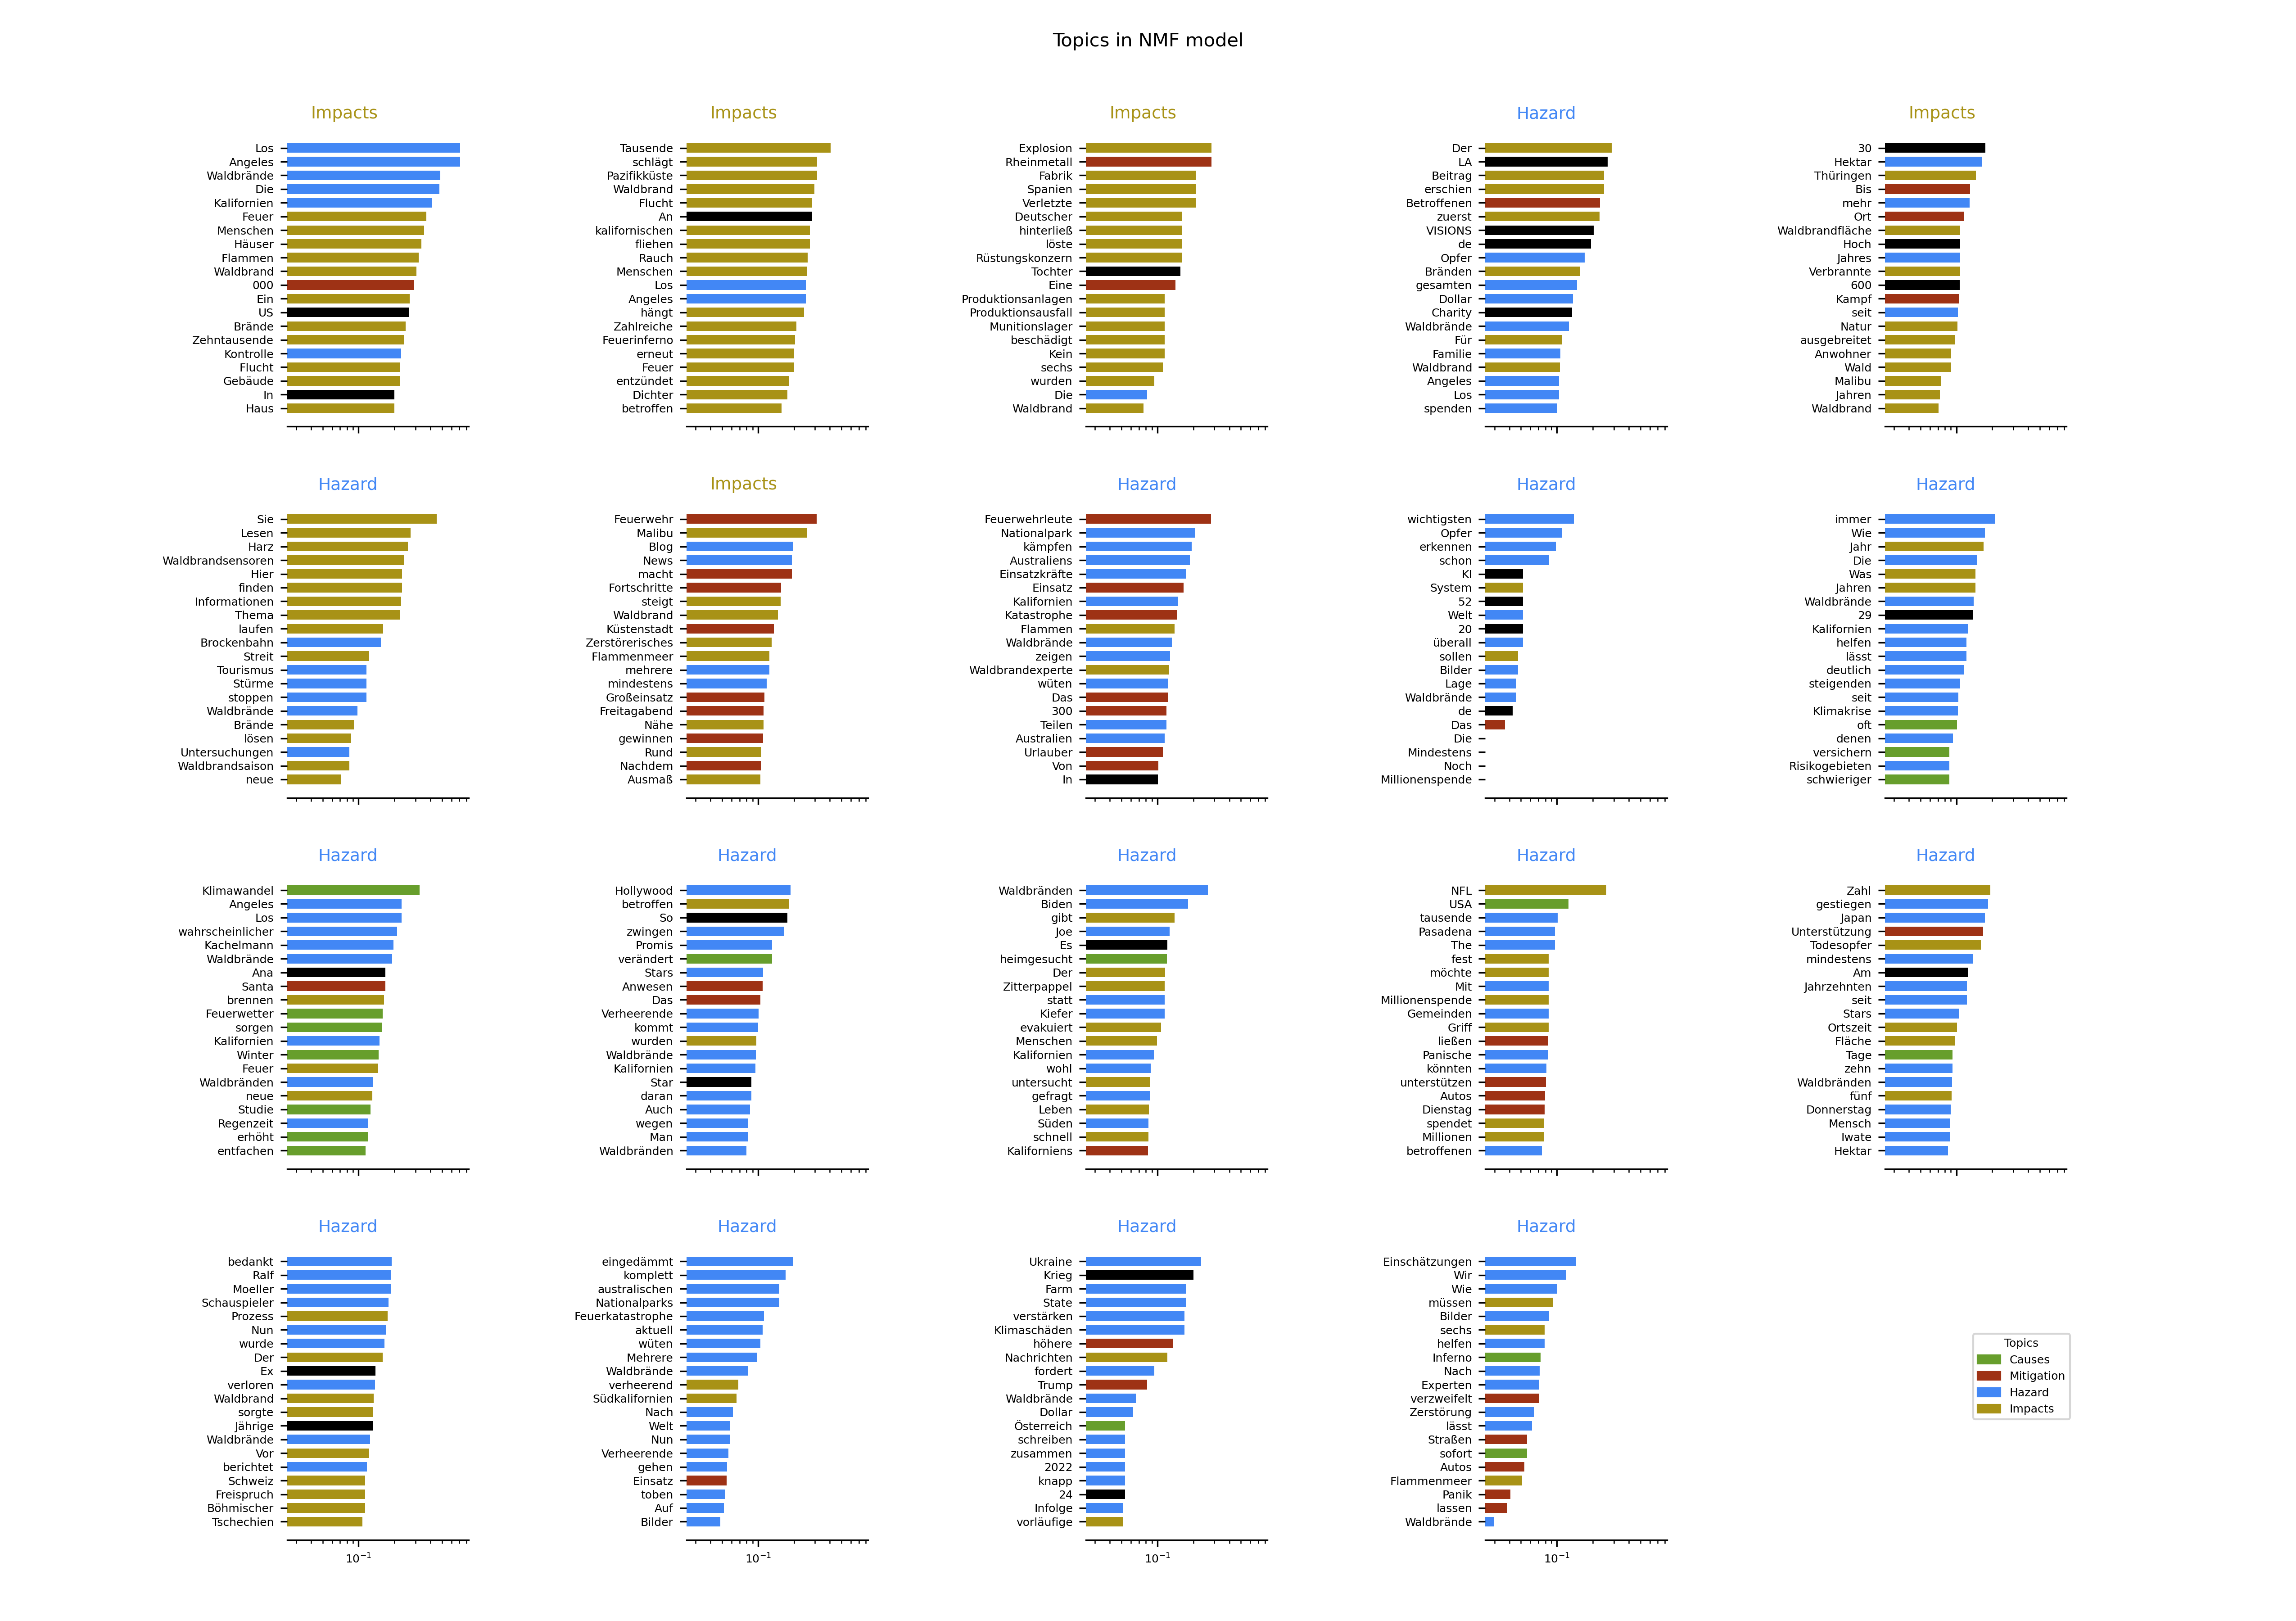 Topics in NMF model
Impacts
Los
Angeles
Waldbrände
Die
Kalifornien
Feuer
Menschen
Häuser
Flammen
Waldbrand
000
Ein
US
Brände
Zehntausende
Kontrolle
Flucht
Gebäude
In
Haus
Impacts
Tausende
schlägt
Pazifikküste
Waldbrand
Flucht
An
kalifornischen
fliehen
Rauch
Menschen
Los
Angeles
hängt
Zahlreiche
Feuerinferno
erneut
Feuer
entzündet
Dichter
betroffen
Impacts
Explosion
Rheinmetall
Fabrik
Spanien
Verletzte
Deutscher
hinterließ
löste
Rüstungskonzern
Tochter
Eine
Produktionsanlagen
Produktionsausfall
Munitionslager
beschädigt
Kein
sechs
wurden
Die
Waldbrand
Hazard
Der
LA
Beitrag
erschien
Betroffenen
zuerst
VISIONS
de
Opfer
Bränden
gesamten
Dollar
Charity
Waldbrände
Für
Familie
Waldbrand
Angeles
Los
spenden
Impacts
30
Hektar
Thüringen
Bis
mehr
Ort
Waldbrandfläche
Hoch
Jahres
Verbrannte
600
Kampf
seit
Natur
ausgebreitet
Anwohner
Wald
Malibu
Jahren
Waldbrand
Hazard
Sie
Lesen
Harz
Waldbrandsensoren
Hier
finden
Informationen
Thema
laufen
Brockenbahn
Streit
Tourismus
Stürme
stoppen
Waldbrände
Brände
lösen
Untersuchungen
Waldbrandsaison
neue
Impacts
Feuerwehr
Malibu
Blog
News
macht
Fortschritte
steigt
Waldbrand
Küstenstadt
Zerstörerisches
Flammenmeer
mehrere
mindestens
Großeinsatz
Freitagabend
Nähe
gewinnen
Rund
Nachdem
Ausmaß
Hazard
Feuerwehrleute
Nationalpark
kämpfen
Australiens
Einsatzkräfte
Einsatz
Kalifornien
Katastrophe
Flammen
Waldbrände
zeigen
Waldbrandexperte
wüten
Das
300
Teilen
Australien
Urlauber
Von
In
Hazard
wichtigsten
Opfer
erkennen
schon
KI
System
52
Welt
20
überall
sollen
Bilder
Lage
Waldbrände
de
Das
Die
Mindestens
Noch
Millionenspende
Hazard
immer
Wie
Jahr
Die
Was
Jahren
Waldbrände
29
Kalifornien
helfen
lässt
deutlich
steigenden
seit
Klimakrise
oft
denen
versichern
Risikogebieten
schwieriger
Hazard
Klimawandel
Angeles
Los
wahrscheinlicher
Kachelmann
Waldbrände
Ana
Santa
brennen
Feuerwetter
sorgen
Kalifornien
Winter
Feuer
Waldbränden
neue
Studie
Regenzeit
erhöht
entfachen
Hazard
Hollywood
betroffen
So
zwingen
Promis
verändert
Stars
Anwesen
Das
Verheerende
kommt
wurden
Waldbrände
Kalifornien
Star
daran
Auch
wegen
Man
Waldbränden
Hazard
Waldbränden
Biden
gibt
Joe
Es
heimgesucht
Der
Zitterpappel
statt
Kiefer
evakuiert
Menschen
Kalifornien
wohl
untersucht
gefragt
Leben
Süden
schnell
Kaliforniens
Hazard
NFL
USA
tausende
Pasadena
The
fest
möchte
Mit
Millionenspende
Gemeinden
Griff
ließen
Panische
könnten
unterstützen
Autos
Dienstag
spendet
Millionen
betroffenen
Hazard
Zahl
gestiegen
Japan
Unterstützung
Todesopfer
mindestens
Am
Jahrzehnten
seit
Stars
Ortszeit
Fläche
Tage
zehn
Waldbränden
fünf
Donnerstag
Mensch
Iwate
Hektar
Hazard
bedankt
Ralf
Moeller
Schauspieler
Prozess
Nun
wurde
Der
Ex
verloren
Waldbrand
sorgte
Jährige
Waldbrände
Vor
berichtet
Schweiz
Freispruch
Böhmischer
Tschechien
10⁻¹
Hazard
eingedämmt
komplett
australischen
Nationalparks
Feuerkatastrophe
aktuell
wüten
Mehrere
Waldbrände
verheerend
Südkalifornien
Nach
Welt
Nun
Verheerende
gehen
Einsatz
toben
Auf
Bilder
10⁻¹
Hazard
Ukraine
Krieg
Farm
State
verstärken
Klimaschäden
höhere
Nachrichten
fordert
Trump
Waldbrände
Dollar
Österreich
schreiben
zusammen
2022
knapp
24
Infolge
vorläufige
10⁻¹
Hazard
Einschätzungen
Wir
Wie
müssen
Bilder
sechs
helfen
Inferno
Nach
Experten
verzweifelt
Zerstörung
lässt
Straßen
sofort
Autos
Flammenmeer
Panik
lassen
Waldbrände
10⁻¹
Topics
Causes
Mitigation
Hazard
Impacts